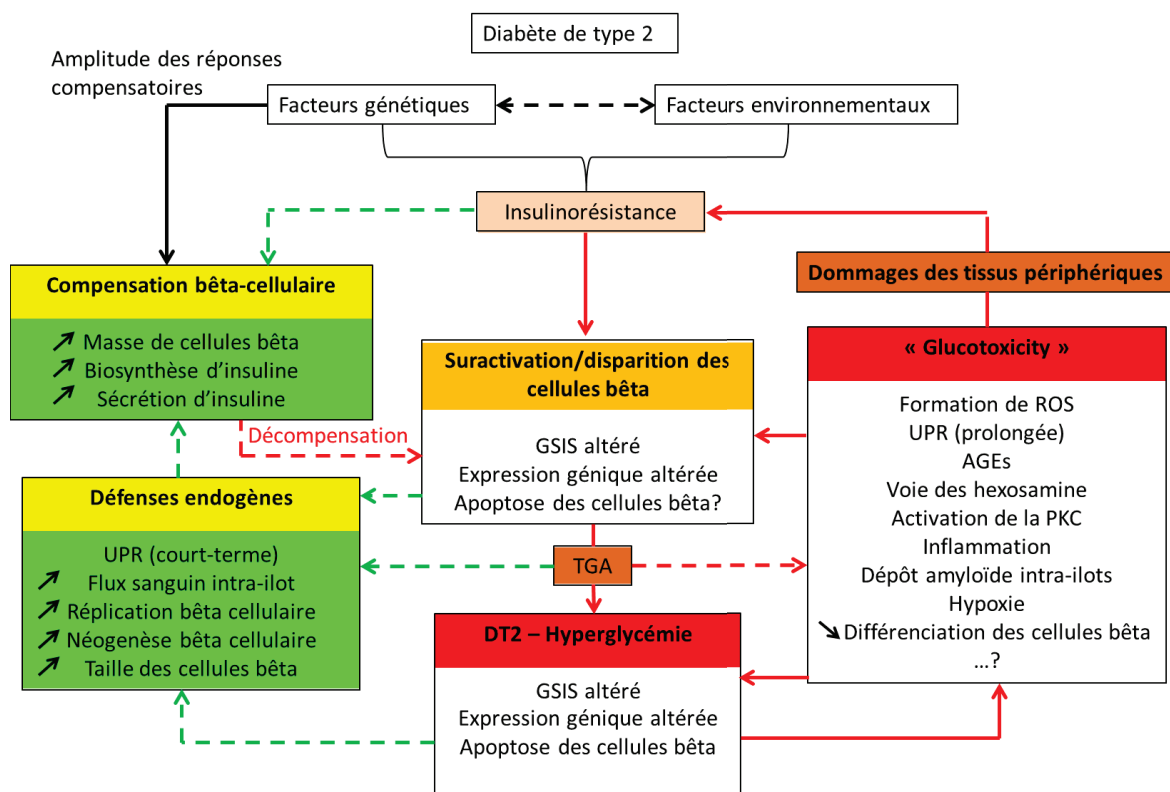 Diabète de type 2
Amplitude des réponses
compensatoires
Facteurs génétiques
Facteurs environnementaux
Insulinorésistance
Compensation bêta-cellulaire
Masse de cellules bêta
Biosynthèse d'insuline
Sécrétion d'insuline
Dommages des tissus périphériques
Suractivation/disparition des
cellules bêta
GSIS altéré
Expression génique altérée
Apoptose des cellules bêta?
« Glucotoxicity »
Formation de ROS
UPR (prolongée)
AGEs
Voie des hexosamine
Activation de la PKC
Inflammation
Dépôt amyloïde intra-ilots
Hypoxie
Différenciation des cellules bêta
...?
Décompensation
Défenses endogènes
UPR (court-terme)
Flux sanguin intra-ilot
Réplication bêta cellulaire
Néogenèse bêta cellulaire
Taille des cellules bêta
TGA
DT2 – Hyperglycémie
GSIS altéré
Expression génique altérée
Apoptose des cellules bêta